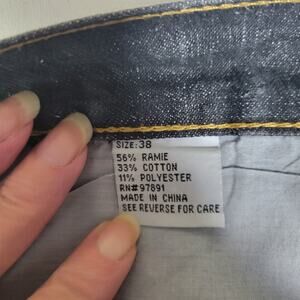 SIZE:38
56% RAMIE
33% COTTON
11% POLYESTER
RN#97891
MADE IN CHINA
SEE REVERSE FOR CARE